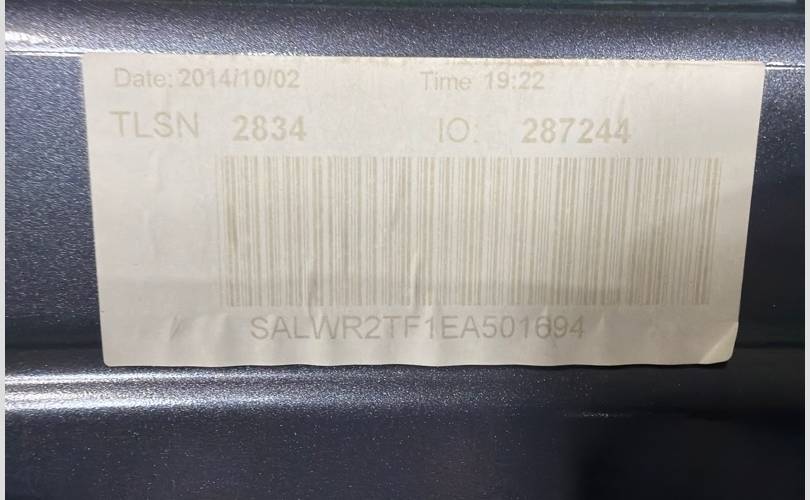 Date: 2014/10/02 Time 19:22
TLSN 2834 IO: 287244
SALWR2TF1EA501694